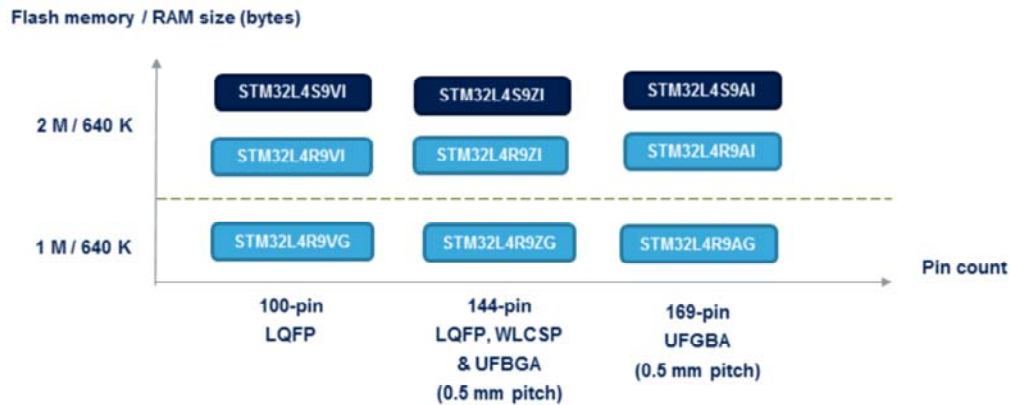 Flash memory / RAM size (bytes)
STM32L4S9VI
STM32L4S9ZI
STM32L4S9AI
2 M / 640 K
STM32L4R9VI
STM32L4R9ZI
STM32L4R9AI
1 M / 640 K
STM32L4R9VG
STM32L4R9ZG
STM32L4R9AG
Pin count
100-pin
LQFP
144-pin
LQFP, WLCSP
& UFBGA
(0.5 mm pitch)
169-pin
UFGBA
(0.5 mm pitch)